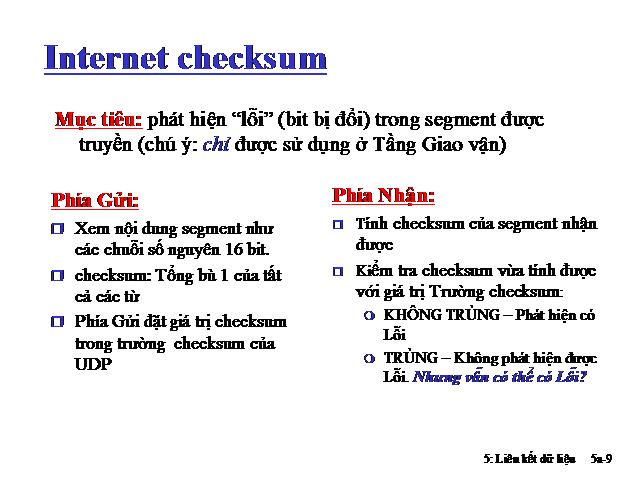 Internet checksum
Mục tiêu: phát hiện “lỗi” (bit bị đổi) trong segment được
truyền (chú ý: chỉ được sử dụng ở Tầng Giao vận)
Phía Gửi:
Xem nội dung segment như
các chuỗi số nguyên 16 bit.
checksum: Tổng bù 1 của tất
cả các từ
Phía Gửi đặt giá trị checksum
trong trường checksum của
UDP
Phía Nhận:
Tính checksum của segment nhận
được
Kiểm tra checksum vừa tính được
với giá trị Trường checksum:
KHÔNG TRÙNG – Phát hiện có
Lỗi
TRÙNG – Không phát hiện được
Lỗi. Nhưng vẫn có thể có Lỗi?
5: Liên kết dữ liệu 5a-9